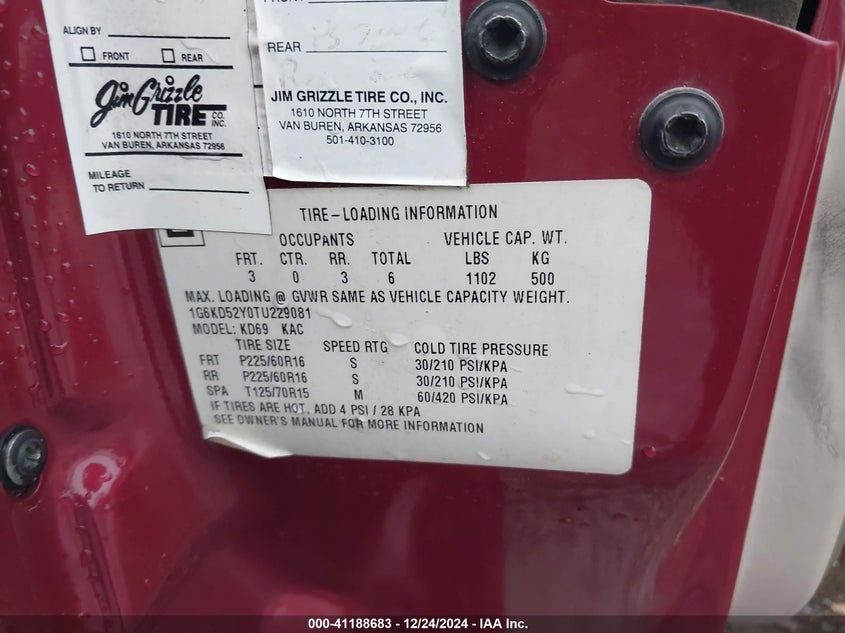 ALIGN BY
FRONT
REAR
Jim Grizzle
TIRE CO. INC.
1610 NORTH 7TH STREET
VAN BUREN, ARKANSAS 72956
MILEAGE
TO RETURN
REAR
JIM GRIZZLE TIRE CO., INC.
1610 NORTH 7TH STREET
VAN BUREN, ARKANSAS 72956
501-410-3100
TIRE-LOADING INFORMATION
OCCUPANTS VEHICLE CAP. WT.
FRT. CTR. RR. TOTAL LBS KG
3 0 3 6 1102 500
MAX. LOADING @ GVWR SAME AS VEHICLE CAPACITY WEIGHT.
1G6KD52Y0TU229081
MODEL: KD69 KAC
TIRE SIZE SPEED RTG COLD TIRE PRESSURE
FRT P225/60R16 S 30/210 PSI/KPA
RR P225/60R16 S 30/210 PSI/KPA
SPA T125/70R15 M 60/420 PSI/KPA
IF TIRES ARE HOT, ADD 4 PSI / 28 KPA
SEE OWNER'S MANUAL FOR MORE INFORMATION
000-41188683 - 12/24/2024 - IAA Inc.